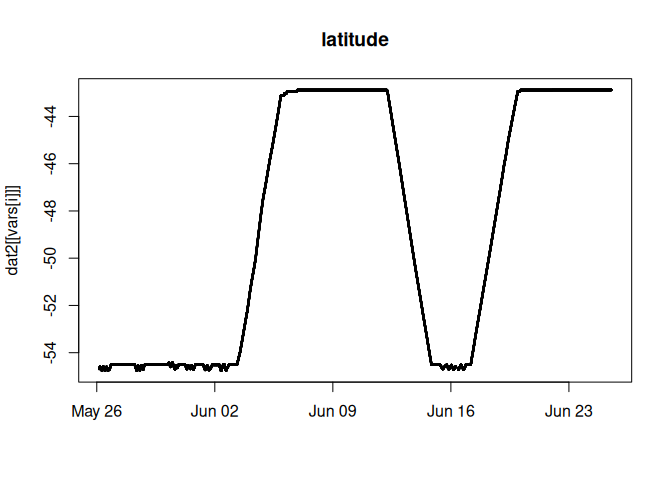 latitude
dat2[[vars[i]]]
-44
-46
-48
-50
-52
-54
May 26
Jun 02
Jun 09
Jun 16
Jun 23